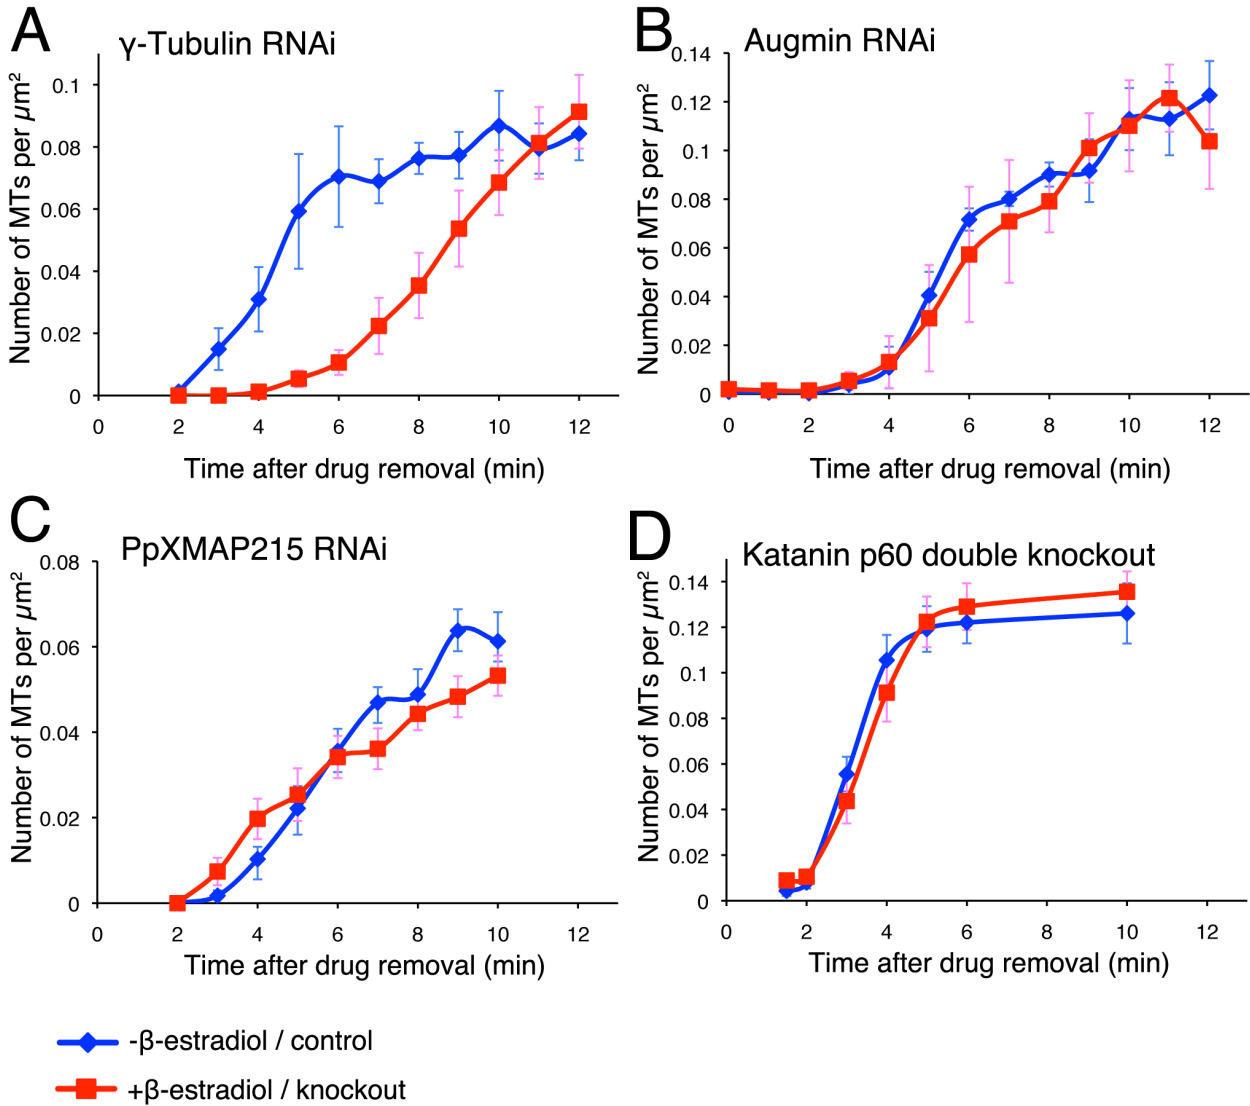 A
γ-Tubulin RNAi
Number of MTs per µm²
0.1
0.08
0.06
0.04
0.02
0
0 2 4 6 8 10 12
Time after drug removal (min)
B
Augmin RNAi
Number of MTs per µm²
0.14
0.12
0.1
0.08
0.06
0.04
0.02
0
0 2 4 6 8 10 12
Time after drug removal (min)
C
PpXMAP215 RNAi
Number of MTs per µm²
0.08
0.06
0.04
0.02
0
0 2 4 6 8 10 12
Time after drug removal (min)
D
Katanin p60 double knockout
Number of MTs per µm²
0.14
0.12
0.1
0.08
0.06
0.04
0.02
0
0 2 4 6 8 10 12
Time after drug removal (min)
-β-estradiol / control
+β-estradiol / knockout